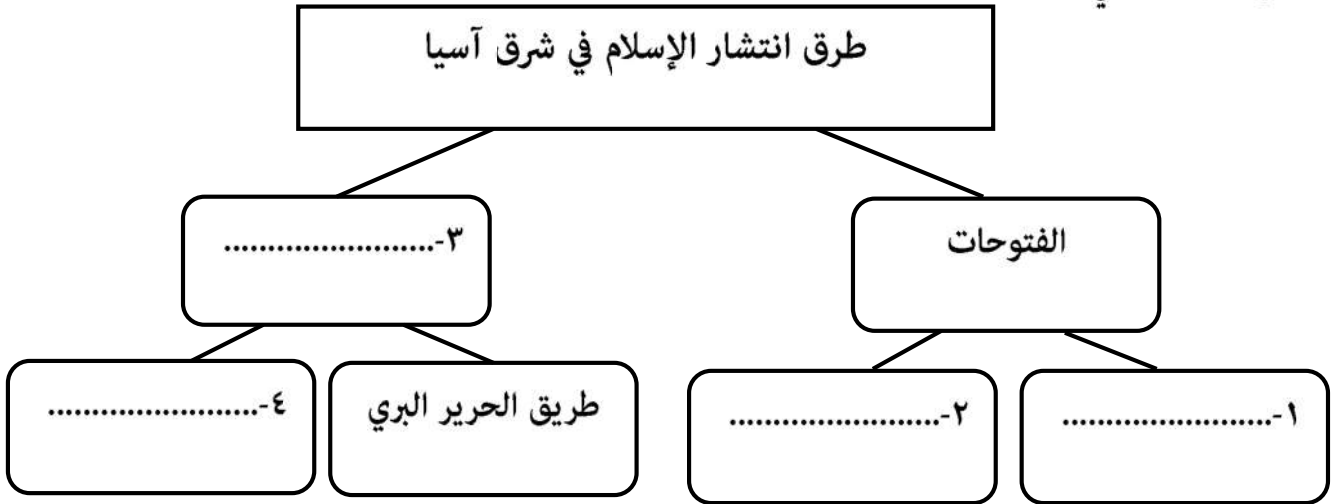 طرق انتشار الإسلام في شرق آسيا
الفتوحات
٣-........................
١-........................
٢-........................
طريق الحرير البري
٤-........................